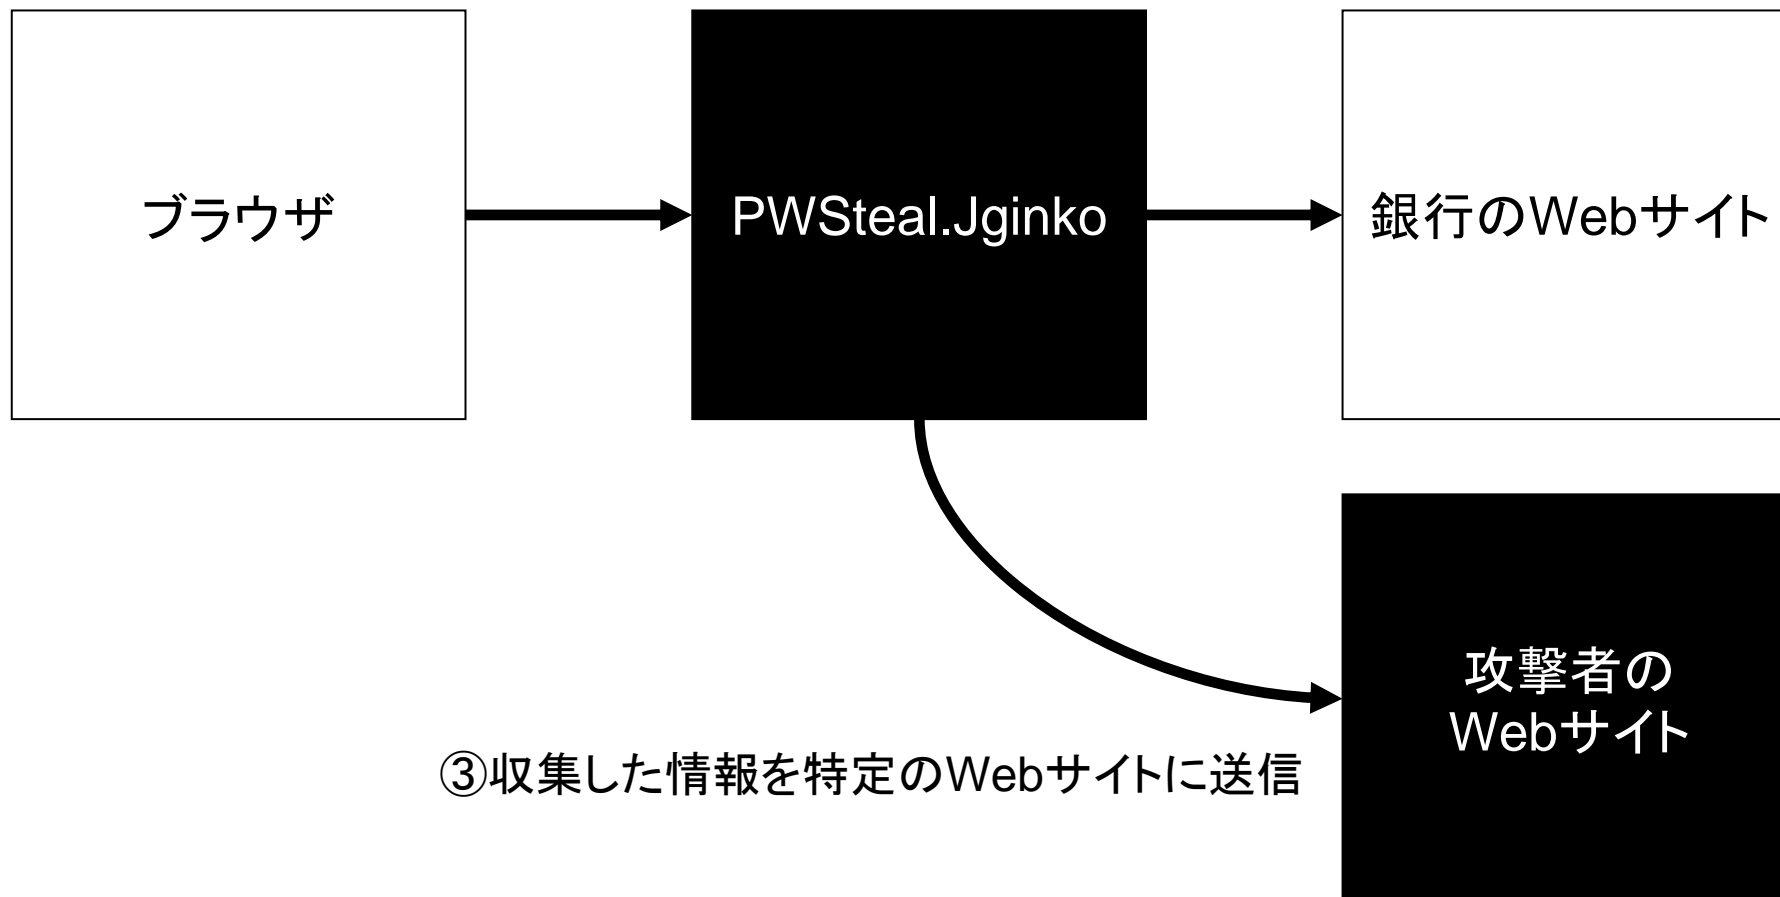 ブラウザ
PWSteal.Jginko
銀行のWebサイト
攻撃者の
Webサイト
③収集した情報を特定のWebサイトに送信